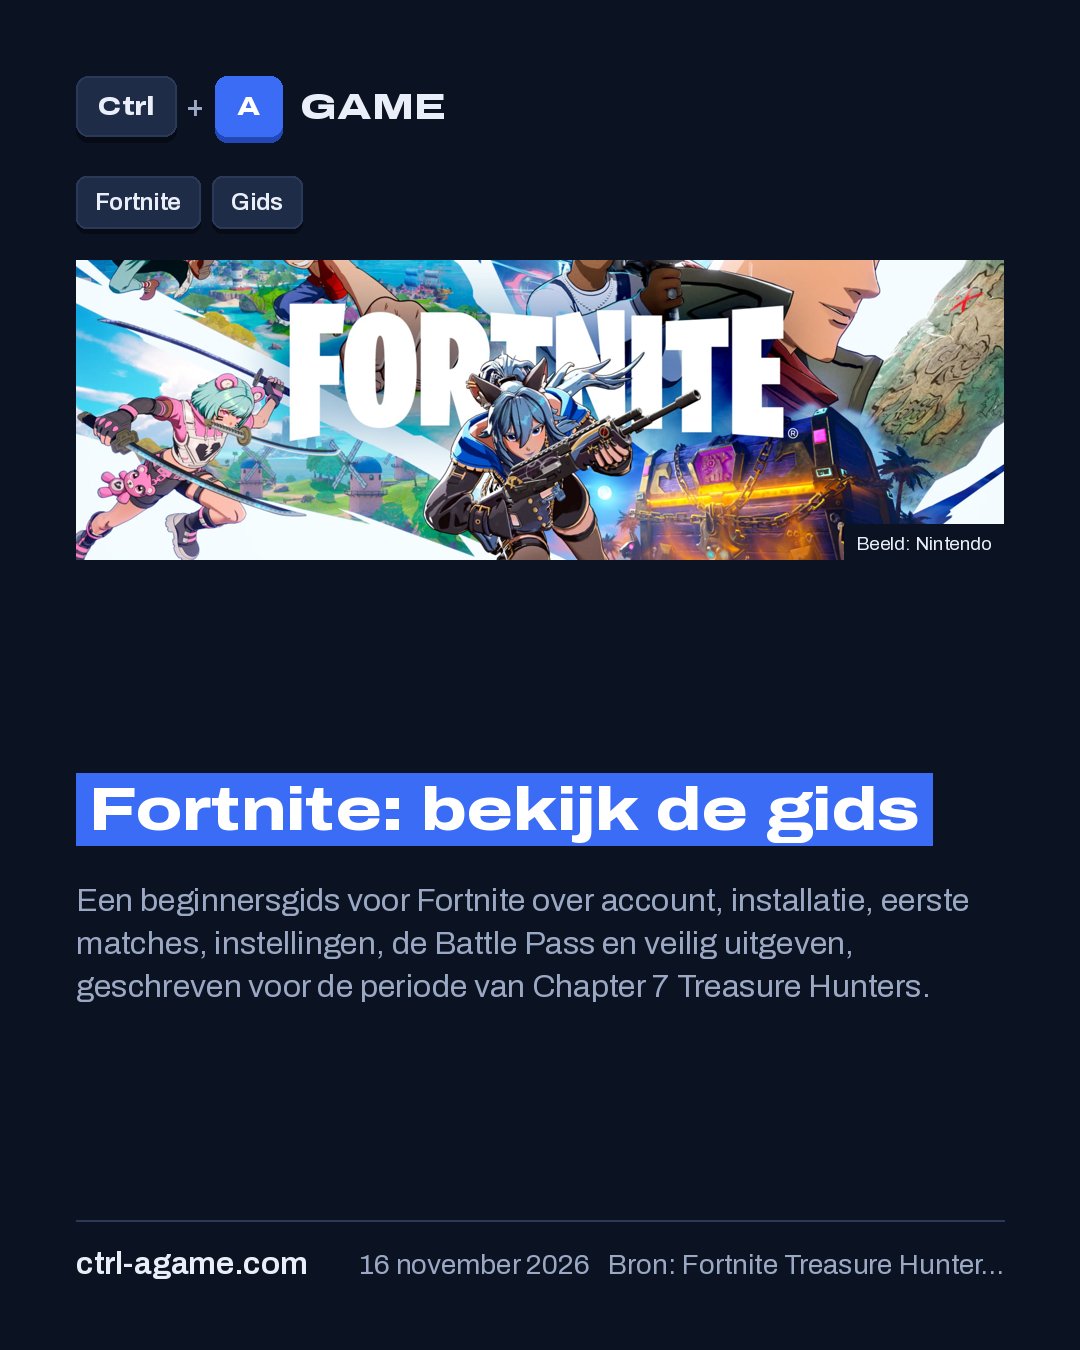 Ctrl + A GAME
Fortnite Gids
FORTNITE ®
Beeld: Nintendo
Fortnite: bekijk de gids
Een beginnersgids voor Fortnite over account, installatie, eerste
matches, instellingen, de Battle Pass en veilig uitgeven,
geschreven voor de periode van Chapter 7 Treasure Hunters.
ctrl-agame.com 16 november 2026 Bron: Fortnite Treasure Hunter...